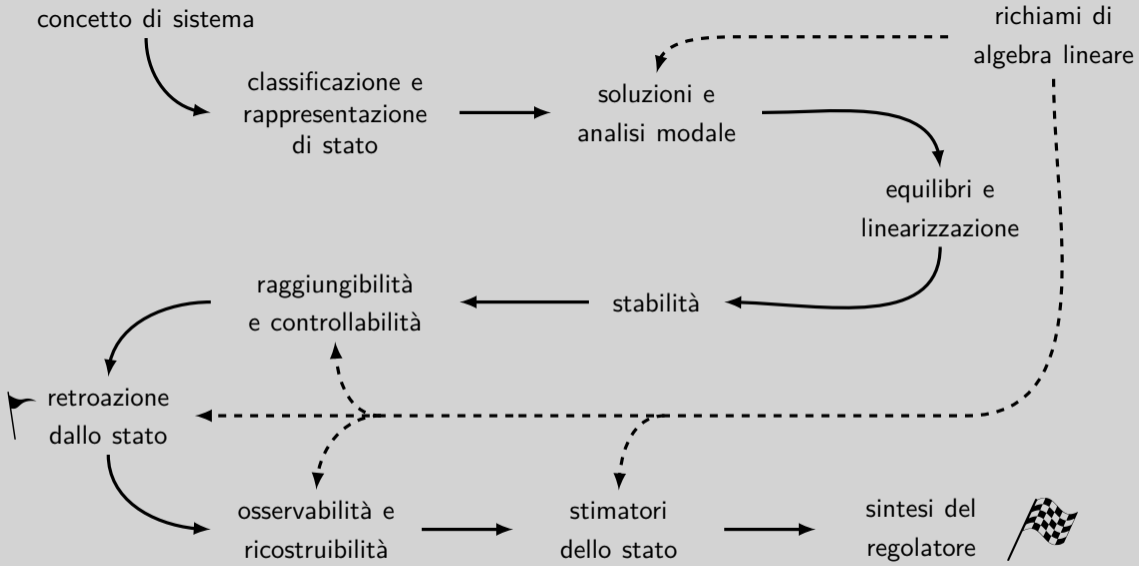 concetto di sistema
richiami di
algebra lineare
classificazione e
rappresentazione
di stato
soluzioni e
analisi modale
equilibri e
linearizzazione
stabilità
raggiungibilità
e controllabilità
retroazione
dallo stato
osservabilità e
ricostruibilità
stimatori
dello stato
sintesi del
regolatore